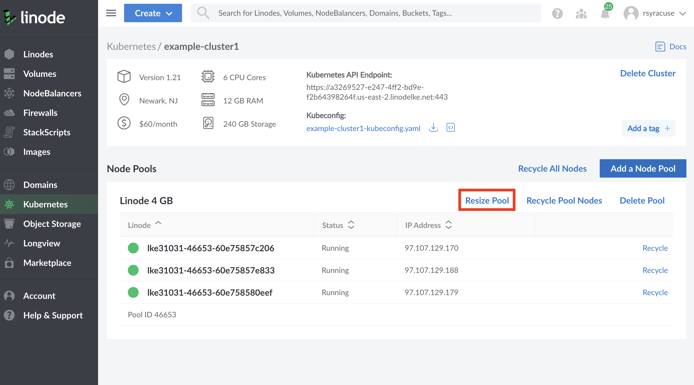 linode
Create
Search for Linodes, Volumes, NodeBalancers, Domains, Buckets, Tags...
25
rsyracuse
Linodes
Volumes
NodeBalancers
Firewalls
StackScripts
Images
Domains
Kubernetes
Object Storage
Longview
Marketplace
Account
Help & Support
Kubernetes / example-cluster1
Docs
Version 1.21
6 CPU Cores
Newark, NJ
12 GB RAM
$60/month
240 GB Storage
Kubernetes API Endpoint:
https://a3269527-e247-4ff2-bd9e-
f2b64398264f.us-east-2.linodelke.net:443
Kubeconfig:
example-cluster1-kubeconfig.yaml
Delete Cluster
Add a tag +
Node Pools
Recycle All Nodes
Add a Node Pool
Linode 4 GB
Resize Pool
Recycle Pool Nodes
Delete Pool
Linode Status IP Address
lke31031-46653-60e75857c206 Running 97.107.129.170 Recycle
lke31031-46653-60e75857e833 Running 97.107.129.188 Recycle
lke31031-46653-60e758580eef Running 97.107.129.179 Recycle
Pool ID 46653